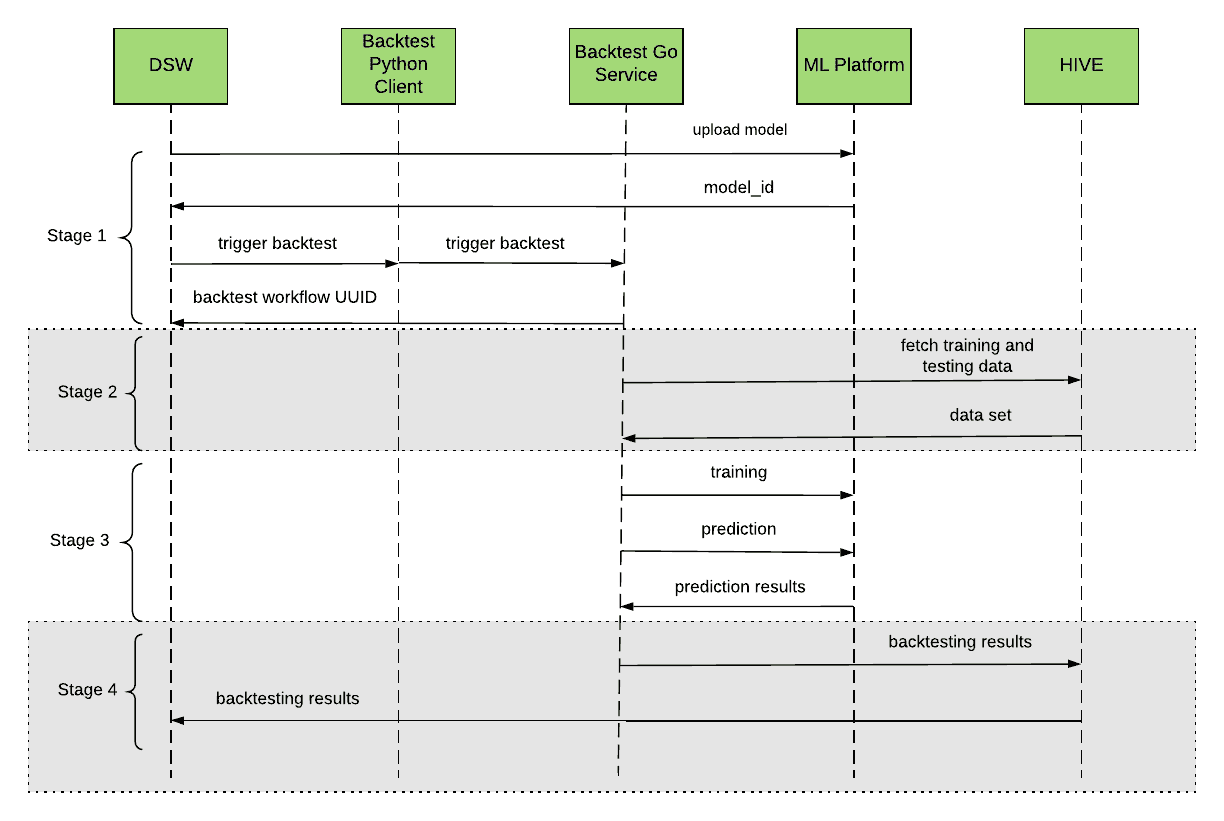 DSW
Backtest
Python
Client
Backtest Go
Service
ML Platform
HIVE
upload model
model_id
Stage 1
trigger backtest
trigger backtest
backtest workflow UUID
fetch training and
testing data
Stage 2
data set
training
prediction
Stage 3
prediction results
backtesting results
Stage 4
backtesting results